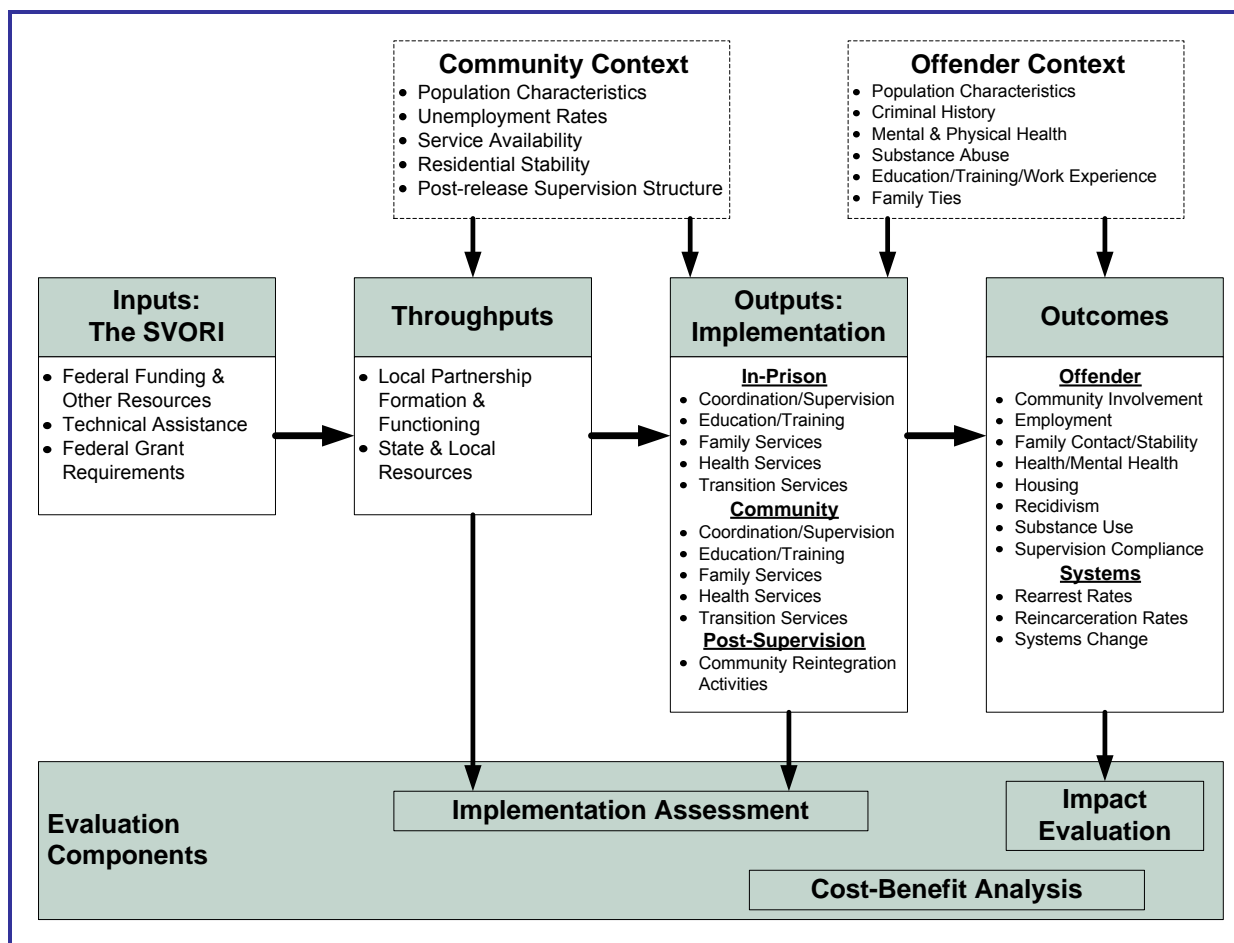 Community Context
• Population Characteristics
• Unemployment Rates
• Service Availability
• Residential Stability
• Post-release Supervision Structure
Offender Context
• Population Characteristics
• Criminal History
• Mental & Physical Health
• Substance Abuse
• Education/Training/Work Experience
• Family Ties
Inputs:
The SVORI
• Federal Funding &
Other Resources
• Technical Assistance
• Federal Grant
Requirements
Throughputs
• Local Partnership
Formation &
Functioning
• State & Local
Resources
Outputs:
Implementation
In-Prison
• Coordination/Supervision
• Education/Training
• Family Services
• Health Services
• Transition Services
Community
• Coordination/Supervision
• Education/Training
• Family Services
• Health Services
• Transition Services
Post-Supervision
• Community Reintegration
Activities
Outcomes
Offender
• Community Involvement
• Employment
• Family Contact/Stability
• Health/Mental Health
• Housing
• Recidivism
• Substance Use
• Supervision Compliance
Systems
• Rearrest Rates
• Reincarceration Rates
• Systems Change
Evaluation
Components
Implementation Assessment
Impact
Evaluation
Cost-Benefit Analysis